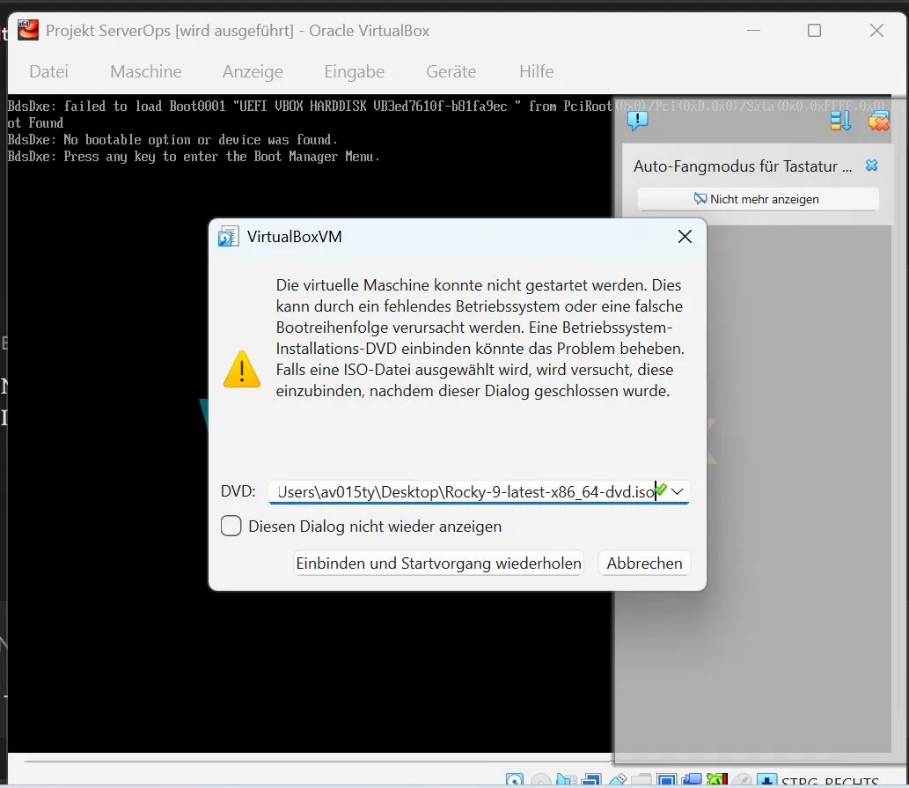 Projekt ServerOps [wird ausgeführt] - Oracle VirtualBox
Datei Maschine Anzeige Eingabe Geräte Hilfe
BdsDxe: failed to load Boot0001 "UEFI VBOX HARDDISK VB3ed7610f-b81fa9ec " from PciRoot(0x0)/Pci(0xD,0x0)/Sata(0x0,0xFFFF,0x0)
ot Found
BdsDxe: No bootable option or device was found.
BdsDxe: Press any key to enter the Boot Manager Menu.
Auto-Fangmodus für Tastatur ...
Nicht mehr anzeigen
VirtualBoxVM
Die virtuelle Maschine konnte nicht gestartet werden. Dies
kann durch ein fehlendes Betriebssystem oder eine falsche
Bootreihenfolge verursacht werden. Eine Betriebssystem-
Installations-DVD einbinden könnte das Problem beheben.
Falls eine ISO-Datei ausgewählt wird, wird versucht, diese
einzubinden, nachdem dieser Dialog geschlossen wurde.
DVD: Users\av015ty\Desktop\Rocky-9-latest-x86_64-dvd.iso
Diesen Dialog nicht wieder anzeigen
Einbinden und Startvorgang wiederholen Abbrechen
STRG-RECHTS